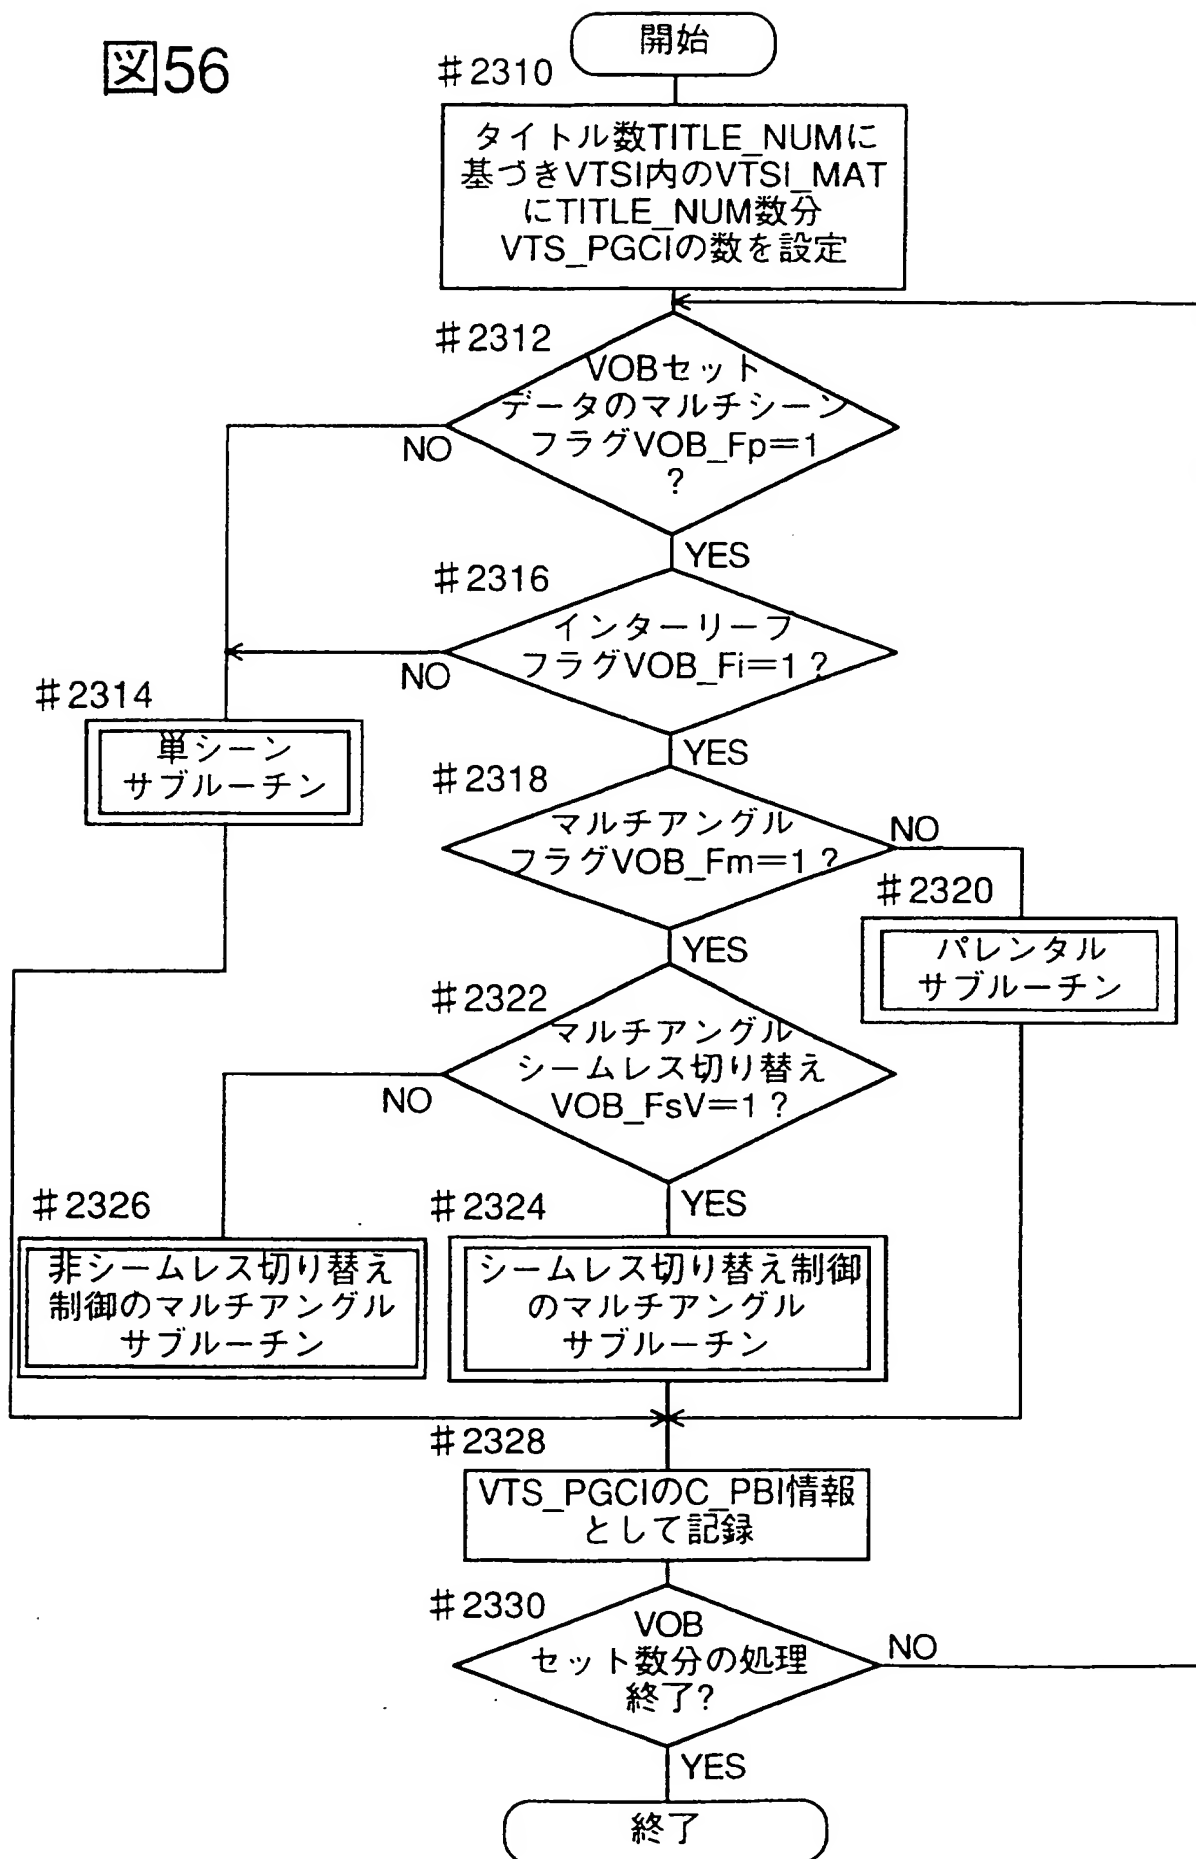 図56
開始
#2310
タイトル数TITLE_NUMに
基づきVTSI内のVTSI_MAT
にTITLE_NUM数分
VTS_PGCIの数を設定
#2312
VOBセット
データのマルチシーン
フラグVOB_Fp=1
?
NO
YES
#2316
インターリーフ
フラグVOB_Fi=1?
NO
YES
#2314
単シーン
サブルーチン
#2318
マルチアングル
フラグVOB_Fm=1?
NO
YES
#2320
パレンタル
サブルーチン
#2322
マルチアングル
シームレス切り替え
VOB_FsV=1?
NO
YES
#2326
非シームレス切り替え
制御のマルチアングル
サブルーチン
#2324
シームレス切り替え制御
のマルチアングル
サブルーチン
#2328
VTS_PGCIのC_PBI情報
として記録
#2330
VOB
セット数分の処理
終了?
NO
YES
終了